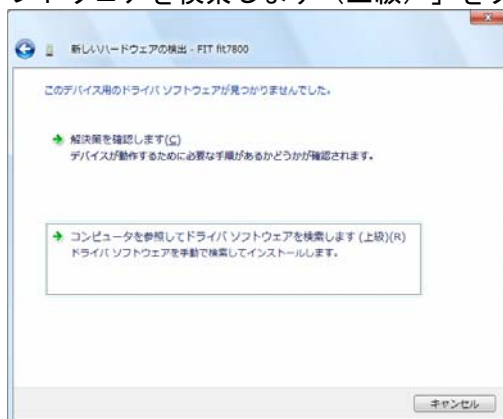 新しいハードウェアの検出 - FIT fit7800
このデバイス用のドライバ ソフトウェアが見つかりませんでした。
解決策を確認します(C)
デバイスが動作するために必要な手順があるかどうかが確認されます。
コンピュータを参照してドライバ ソフトウェアを検索します (上級)(R)
ドライバ ソフトウェアを手動で検索してインストールします。
キャンセル